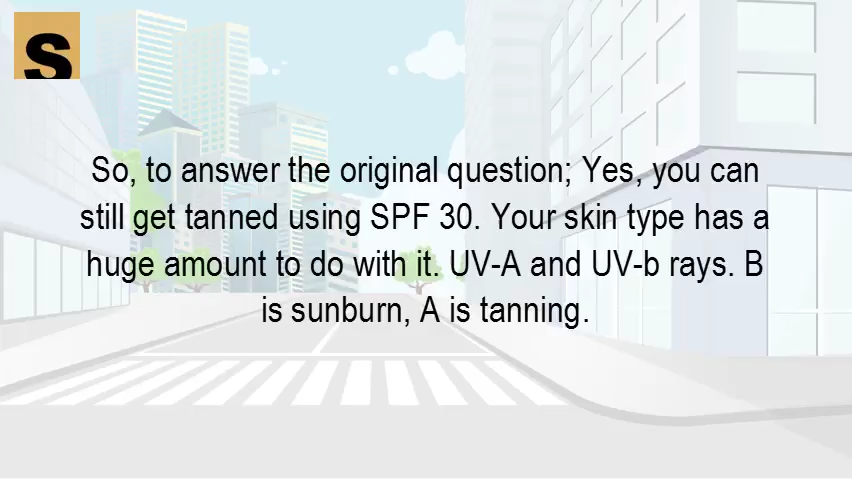 S
So, to answer the original question; Yes, you can
still get tanned using SPF 30. Your skin type has a
huge amount to do with it. UV-A and UV-b rays. B
is sunburn, A is tanning.